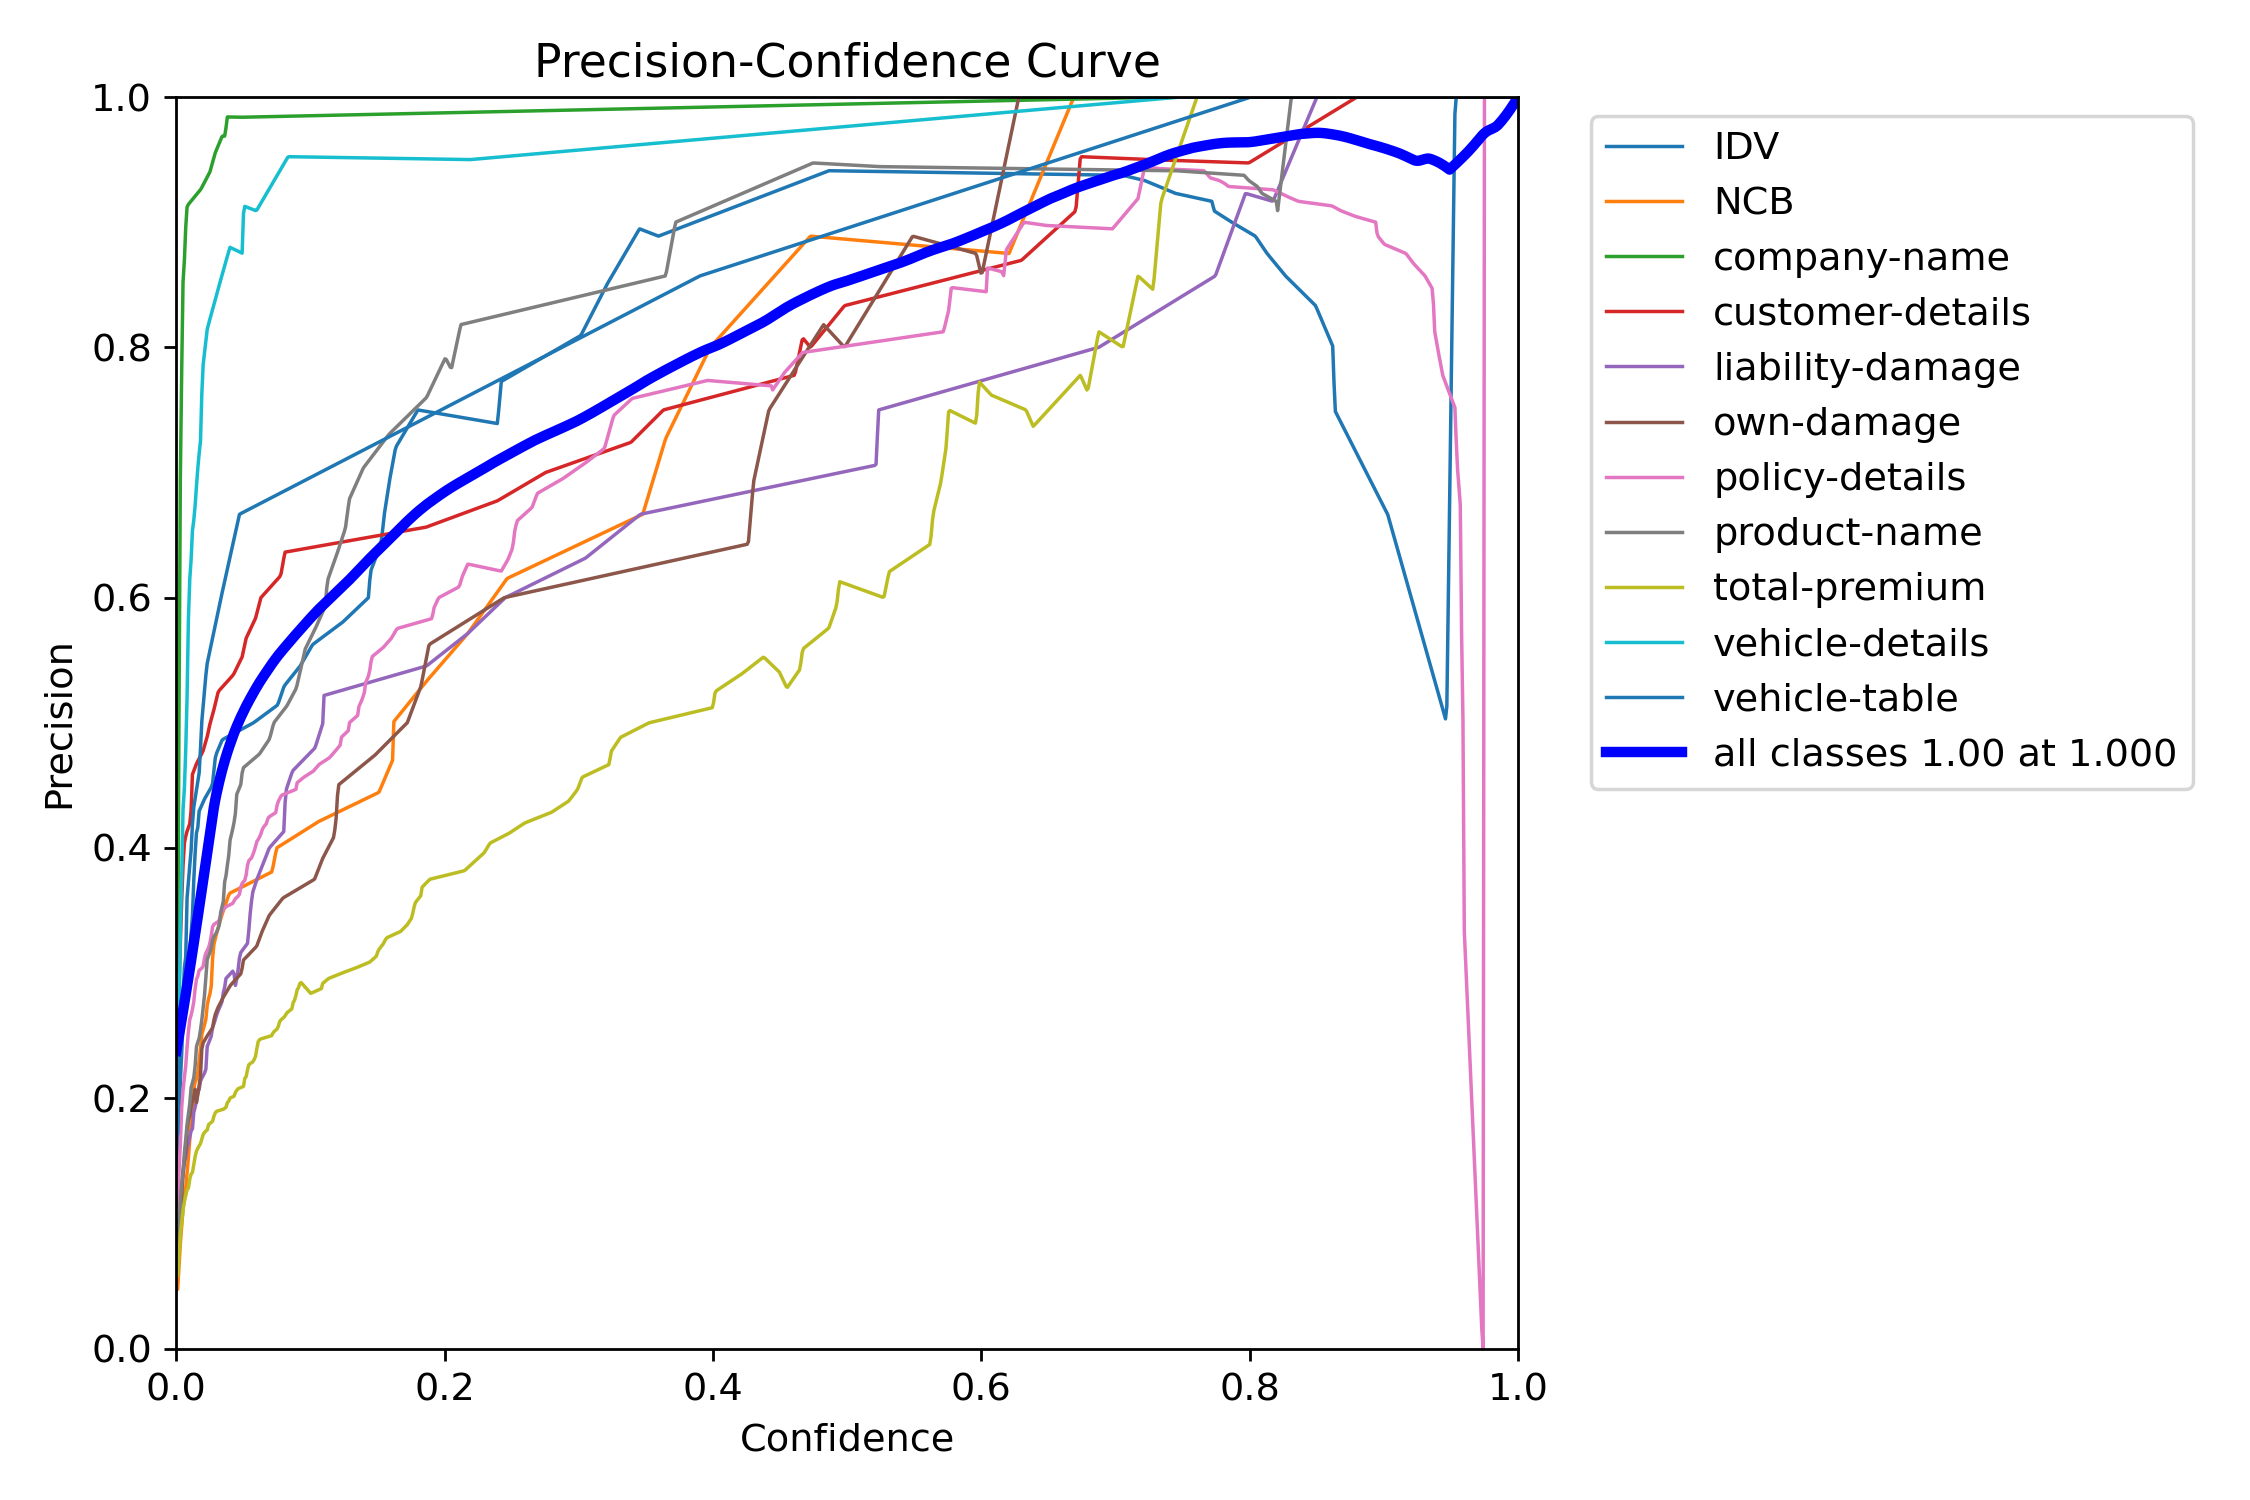 Precision-Confidence Curve
1.0
0.8
0.6
0.4
0.2
0.0
Precision
0.0 0.2 0.4 0.6 0.8 1.0
Confidence
IDV
NCB
company-name
customer-details
liability-damage
own-damage
policy-details
product-name
total-premium
vehicle-details
vehicle-table
all classes 1.00 at 1.000